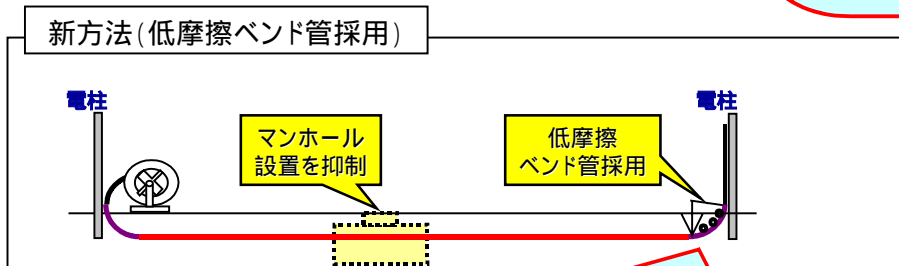 新方法(低摩擦ベンド管採用)
電柱
電柱
マンホール
設置を抑制
低摩擦
ベンド管採用